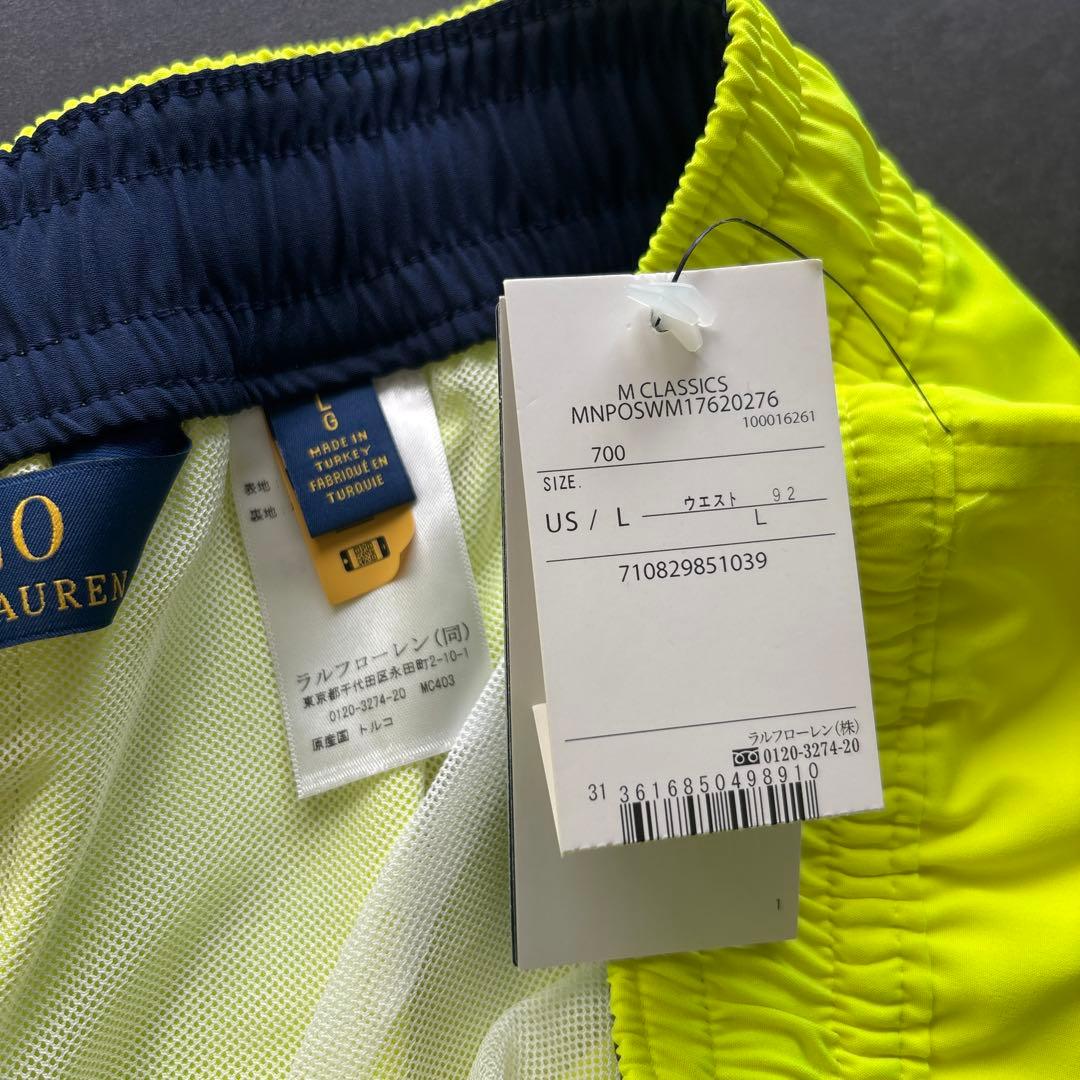 M CLASSICS
MNPOSWM17620276
100016261
700
SIZE.
US / L
ウエスト 92
L
710829851039
ラルフローレン(株)
0120-3274-20
31 3616850498910
1
L
G
MADE IN
TURKEY
FABRIQUÉ EN
TURQUIE
表地
裏地
ラルフローレン(同)
東京都千代田区永田町2-10-1
0120-3274-20 MC403
原産国 トルコ
LO
AUREN